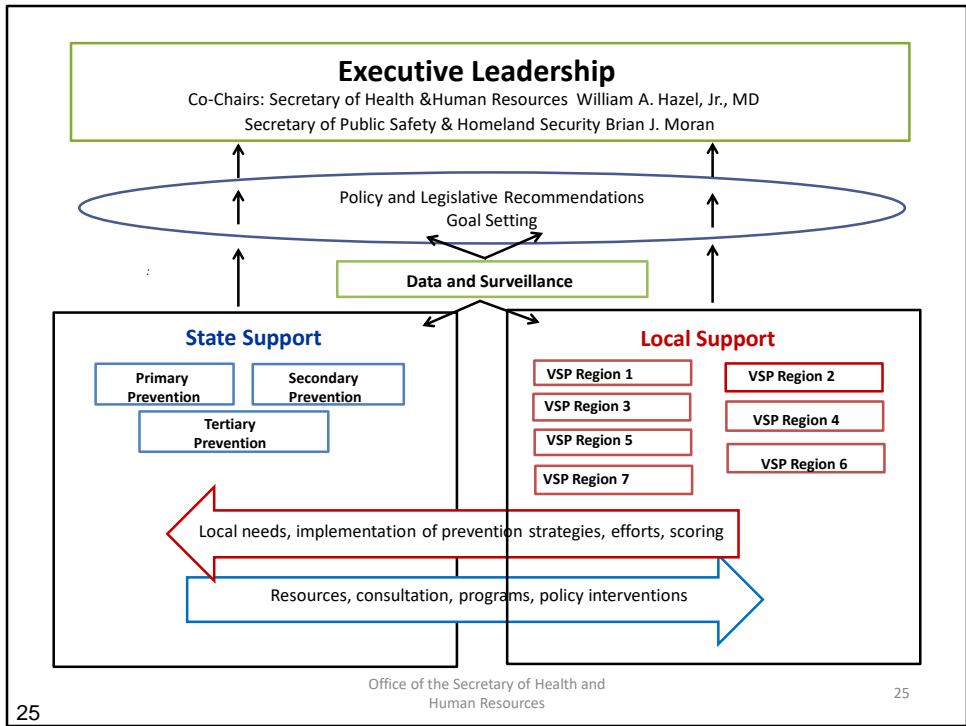 Executive Leadership
Co-Chairs: Secretary of Health &Human Resources William A. Hazel, Jr., MD
Secretary of Public Safety & Homeland Security Brian J. Moran
Policy and Legislative Recommendations
Goal Setting
:
Data and Surveillance
State Support
Primary
Prevention
Secondary
Prevention
Tertiary
Prevention
Local Support
VSP Region 1
VSP Region 2
VSP Region 3
VSP Region 4
VSP Region 5
VSP Region 6
VSP Region 7
Local needs, implementation of prevention strategies, efforts, scoring
Resources, consultation, programs, policy interventions
Office of the Secretary of Health and
Human Resources
25
25